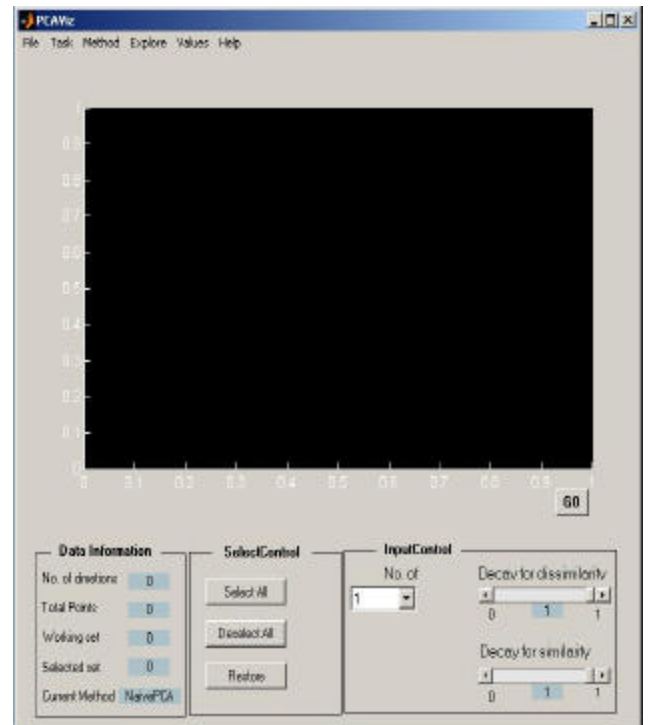 PCAViz
File Task Method Explore Values Help
1
0.9
0.8
0.7
0.6
0.5
0.4
0.3
0.2
0.1
0
0 0.1 0.2 0.3 0.4 0.5 0.6 0.7 0.8 0.9 1
GO
Data Information
No. of dimetions 0
Total Points 0
Working set 0
Selected set 0
Current Method NaivePCA
SelectControl
Select All
Deselect All
Restore
InputControl
No. of
1
Decay for dissimilarity
0 1 1
Decay for similarity
0 1 1